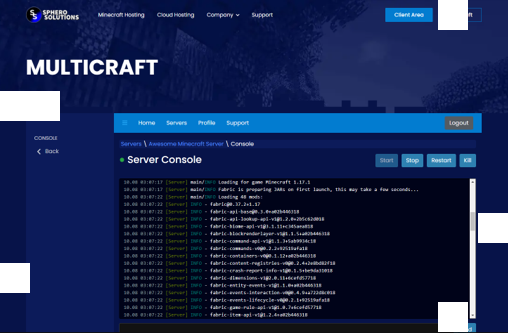 SPHERO
SOLUTIONS
Minecraft Hosting
Cloud Hosting
Company
Support
Client Area
MULTICRAFT
Home
Servers
Profile
Support
Logout
CONSOLE
Back
Servers \ Awesome Minecraft Server \ Console
Server Console
Start
Stop
Restart
Kill
10.08 03:07:17 [Server] main/INFO Loading for game Minecraft 1.17.1
10.08 03:07:17 [Server] main/INFO Fabric is preparing JARs on first launch, this may take a few seconds...
10.08 03:07:22 [Server] main/INFO Loading 48 mods:
10.08 03:07:22 [Server] INFO - fabric@0.37.2+1.17
10.08 03:07:22 [Server] INFO - fabric-api-base@0.3.0+a02b446318
10.08 03:07:22 [Server] INFO - fabric-api-lookup-api-v1@1.2.0+
10.08 03:07:22 [Server] INFO - fabric-biome-api-v1@3.1.11+
10.08 03:07:22 [Server] INFO - fabric-blockrenderlayer-v1@1.1.5+a02b446318
10.08 03:07:22 [Server] INFO - fabric-command-api-v1@1.1.3+
10.08 03:07:22 [Server] INFO - fabric-commands-v0@0.2.2+92519afa18
10.08 03:07:22 [Server] INFO - fabric-containers-v0@0.1.12+a02b446318
10.08 03:07:22 [Server] INFO - fabric-content-registries-v0@0.2.4+
10.08 03:07:22 [Server] INFO - fabric-crash-report-info-v1@0.1.5+be9da31018
10.08 03:07:22 [Server] INFO - fabric-dimensions-v1@2.0.11+6cefd57718
10.08 03:07:22 [Server] INFO - fabric-entity-events-v1@1.1.0+a02b446318
10.08 03:07:22 [Server] INFO - fabric-events-interaction-v0@0.4.9+a722d8c018
10.08 03:07:22 [Server] INFO - fabric-events-lifecycle-v0@0.2.1+92519afa18
10.08 03:07:22 [Server] INFO - fabric-game-rule-api-v1@1.0.7+6cefd57718
10.08 03:07:22 [Server] INFO - fabric-item-api-v1@1.2.4+a02b446318